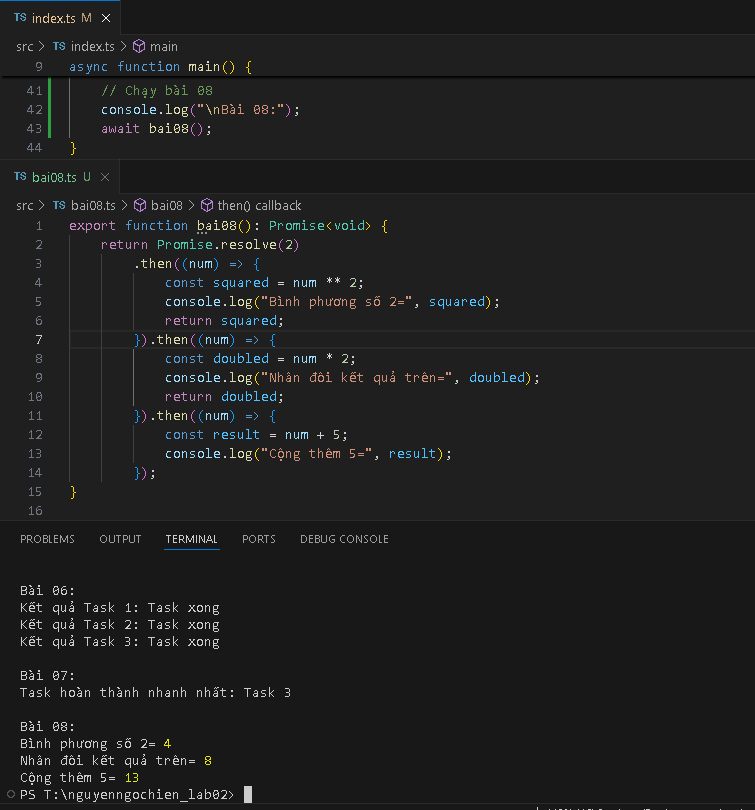 TS index.ts M ×
src > TS index.ts > main
9 async function main() {
41 // Chạy bài 08
42 console.log("\nBài 08:");
43 await bai08();
44 }
TS bai08.ts U ×
src > TS bai08.ts > bai08 > then() callback
1 export function bai08(): Promise<void> {
2 return Promise.resolve(2)
3 .then((num) => {
4 const squared = num ** 2;
5 console.log("Bình phương số 2=", squared);
6 return squared;
7 }).then((num) => {
8 const doubled = num * 2;
9 console.log("Nhân đôi kết quả trên=", doubled);
10 return doubled;
11 }).then((num) => {
12 const result = num + 5;
13 console.log("Cộng thêm 5=", result);
14 });
15 }
16
PROBLEMS OUTPUT TERMINAL PORTS DEBUG CONSOLE
Bài 06:
Kết quả Task 1: Task xong
Kết quả Task 2: Task xong
Kết quả Task 3: Task xong
Bài 07:
Task hoàn thành nhanh nhất: Task 3
Bài 08:
Bình phương số 2= 4
Nhân đôi kết quả trên= 8
Cộng thêm 5= 13
PS T:\nguyenngochien_lab02>